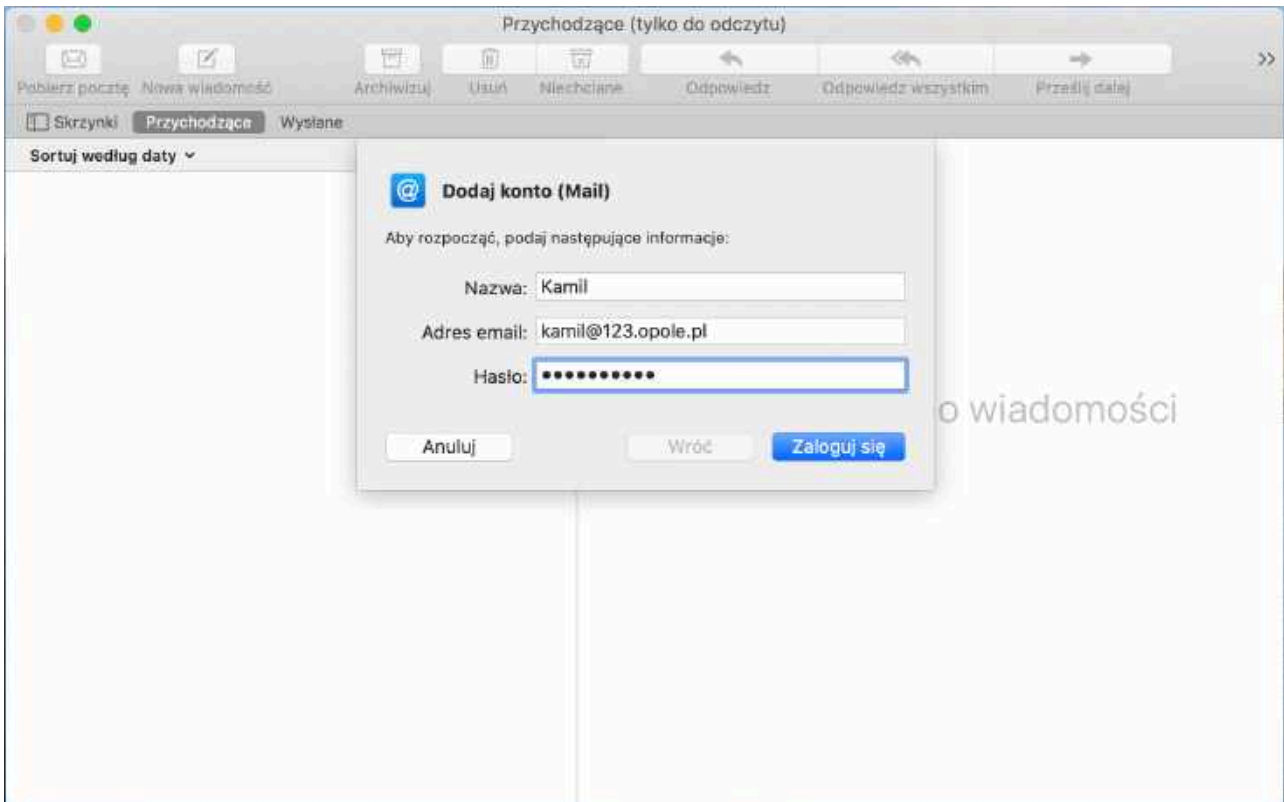 Przychodzące (tylko do odczytu)
Pobierz pocztę Nowa wiadomość Archiwizuj Usuń Niechciane Odpowiedz Odpowiedz wszystkim Prześlij dalej
Skrzynki Przychodzące Wysłane
Sortuj według daty
Dodaj konto (Mail)
Aby rozpocząć, podaj następujące informacje:
Nazwa: Kamil
Adres email: kamil@123.opole.pl
Hasło: ••••••••••
o wiadomości
Anuluj Wróć Zaloguj się